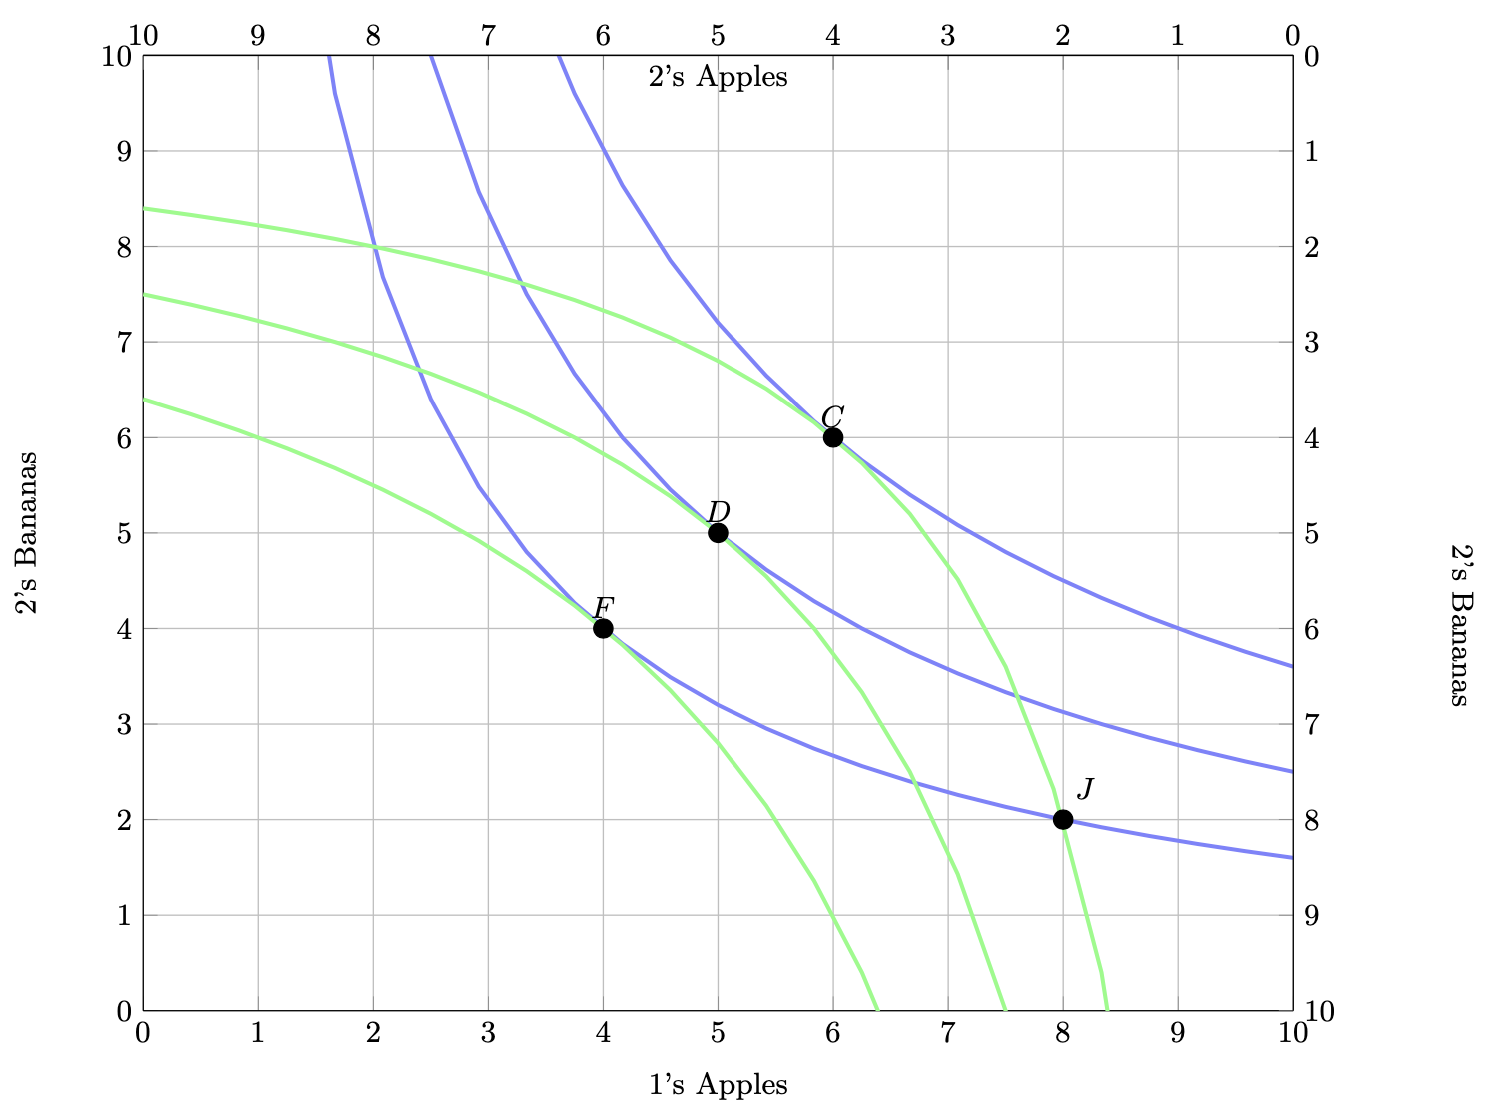 10 9 8 7 6 5 4 3 2 1 0
2's Apples
10 0
9 1
8 2
7 3
C
6 4
2's Bananas
D
5 5
2's Bananas
F
4 6
3 7
J
2 8
1 9
0 10
0 1 2 3 4 5 6 7 8 9 10
1's Apples